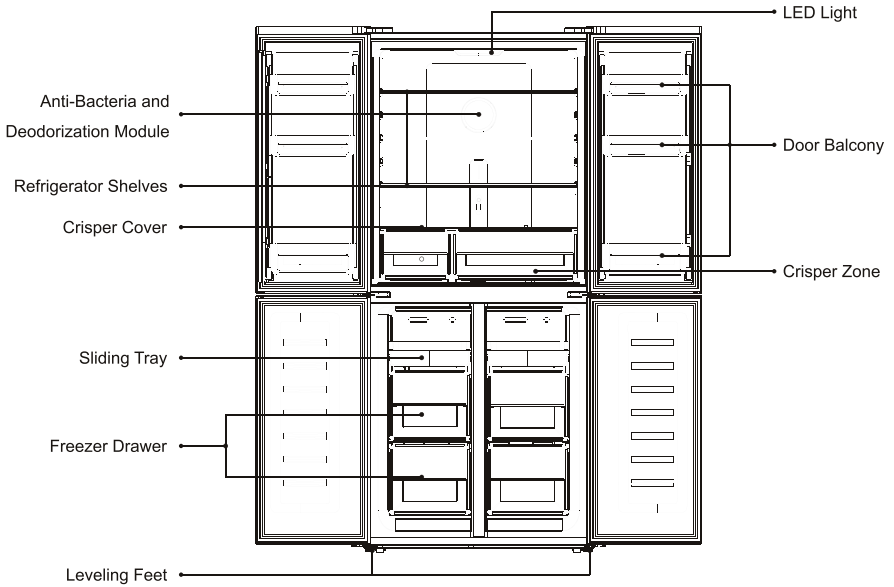 LED Light
Anti-Bacteria and
Deodorization Module
Door Balcony
Refrigerator Shelves
Crisper Cover
Crisper Zone
Sliding Tray
Freezer Drawer
Leveling Feet